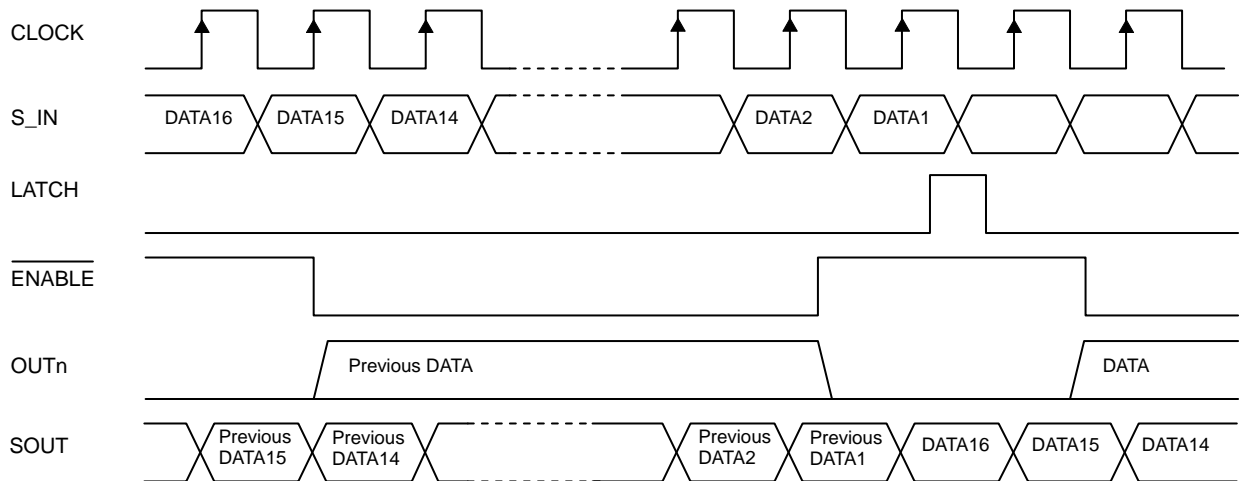 CLOCK
S_IN
DATA16
DATA15
DATA14
DATA2
DATA1
LATCH
ENABLE
OUTn
Previous DATA
DATA
SOUT
Previous
DATA15
Previous
DATA14
Previous
DATA2
Previous
DATA1
DATA16
DATA15
DATA14